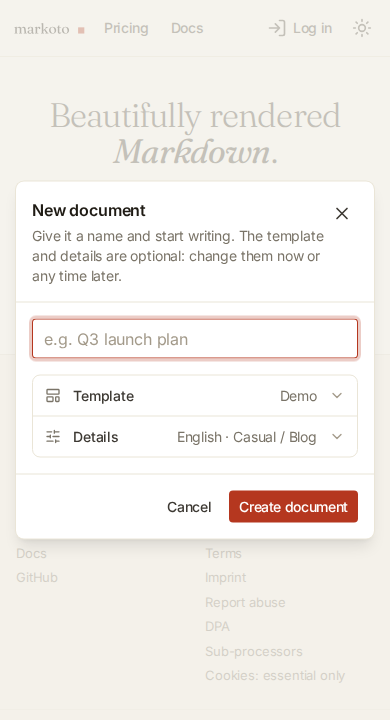 markoto Pricing Docs Log in
Beautifully rendered
Markdown.
New document
Give it a name and start writing. The template
and details are optional: change them now or
any time later.
e.g. Q3 launch plan
Template Demo
Details English · Casual / Blog
Cancel Create document
Docs Terms
GitHub Imprint
Report abuse
DPA
Sub-processors
Cookies: essential only